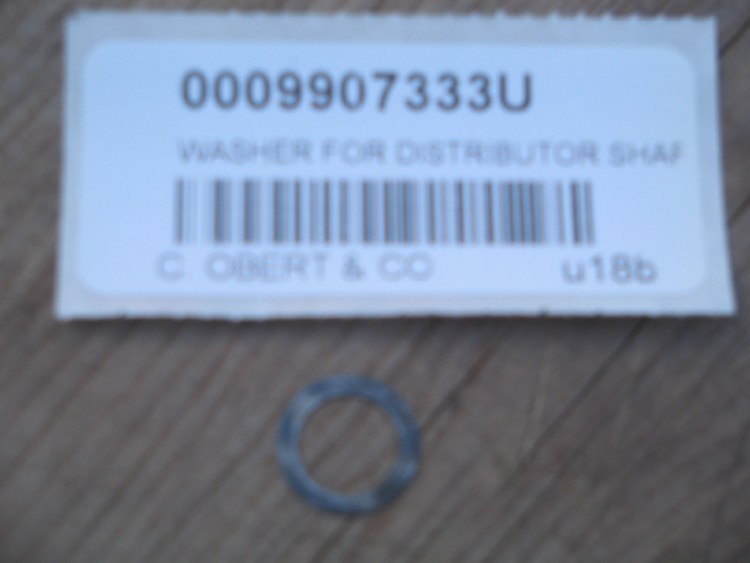 0009907333U
WASHER FOR DISTRIBUTOR SHAF
C. OBERT & CO u18b